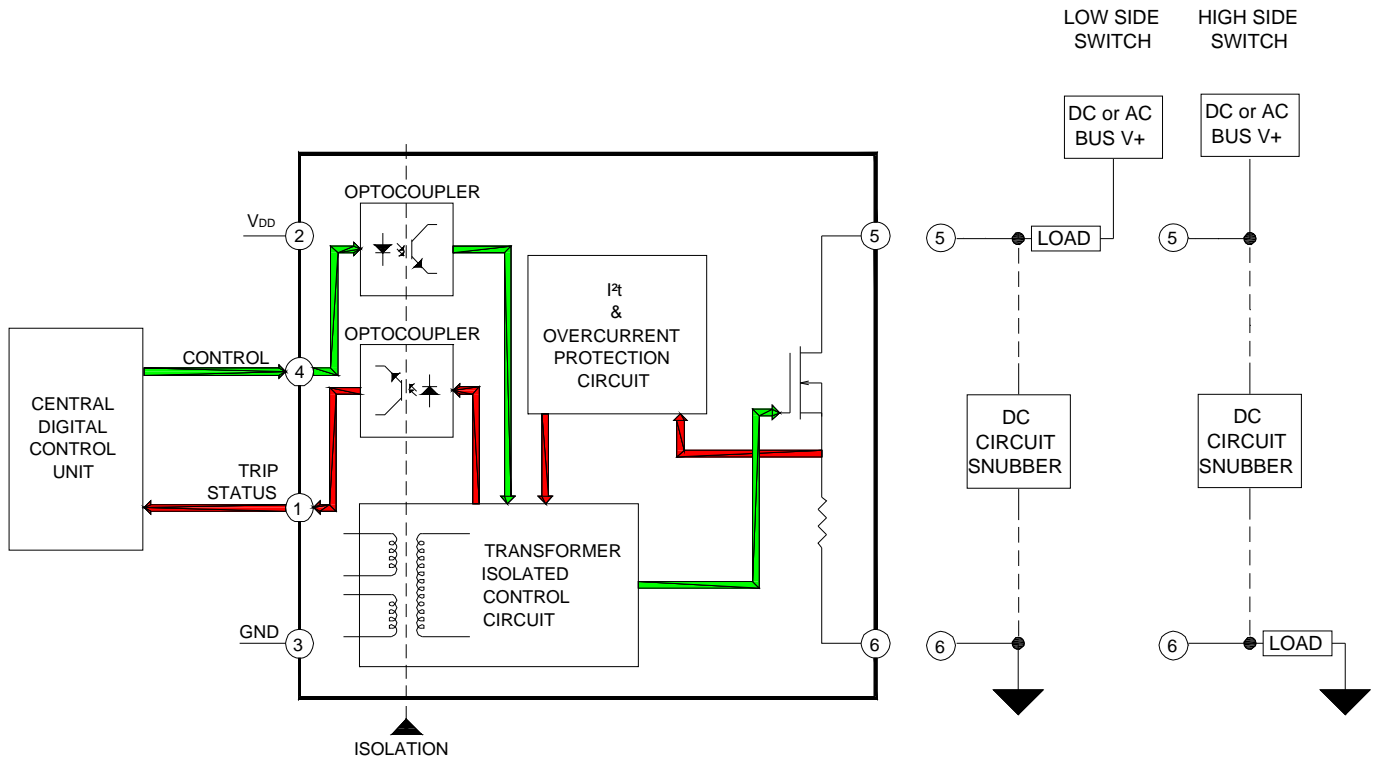 LOW SIDE
SWITCH
HIGH SIDE
SWITCH
DC or AC
BUS V+
DC or AC
BUS V+
OPTOCOUPLER
VDD
2
5
5
LOAD
5
I²t
&
OVERCURRENT
PROTECTION
CIRCUIT
OPTOCOUPLER
CONTROL
4
CENTRAL
DIGITAL
CONTROL
UNIT
DC
CIRCUIT
SNUBBER
DC
CIRCUIT
SNUBBER
TRIP
STATUS
1
TRANSFORMER
ISOLATED
CONTROL
CIRCUIT
GND
3
6
6
6
LOAD
ISOLATION